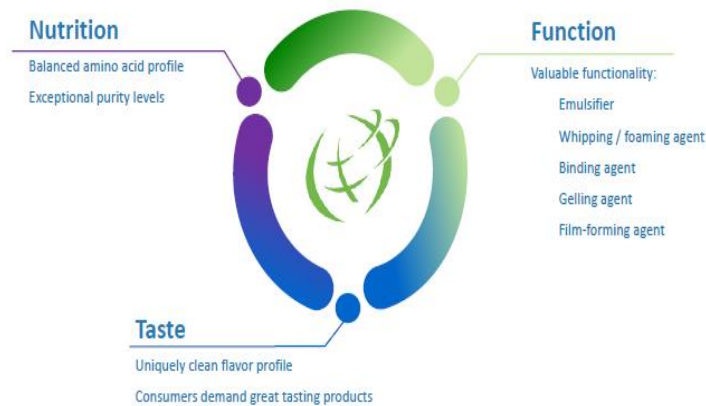 Nutrition
Balanced amino acid profile
Exceptional purity levels
Function
Valuable functionality:
Emulsifier
Whipping / foaming agent
Binding agent
Gelling agent
Film-forming agent
Taste
Uniquely clean flavor profile
Consumers demand great tasting products